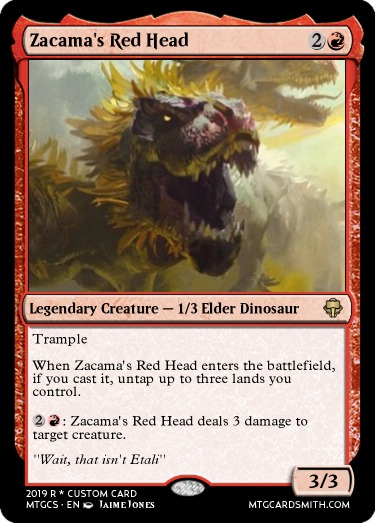 Zacama's Red Head 2
Legendary Creature — 1/3 Elder Dinosaur
Trample
When Zacama's Red Head enters the battlefield,
if you cast it, untap up to three lands you
control.
2: Zacama's Red Head deals 3 damage to
target creature.
"Wait, that isn't Etali"
3/3
2019 R * CUSTOM CARD
MTGCS • EN JAIME JONES
MTGCARDSMITH.COM